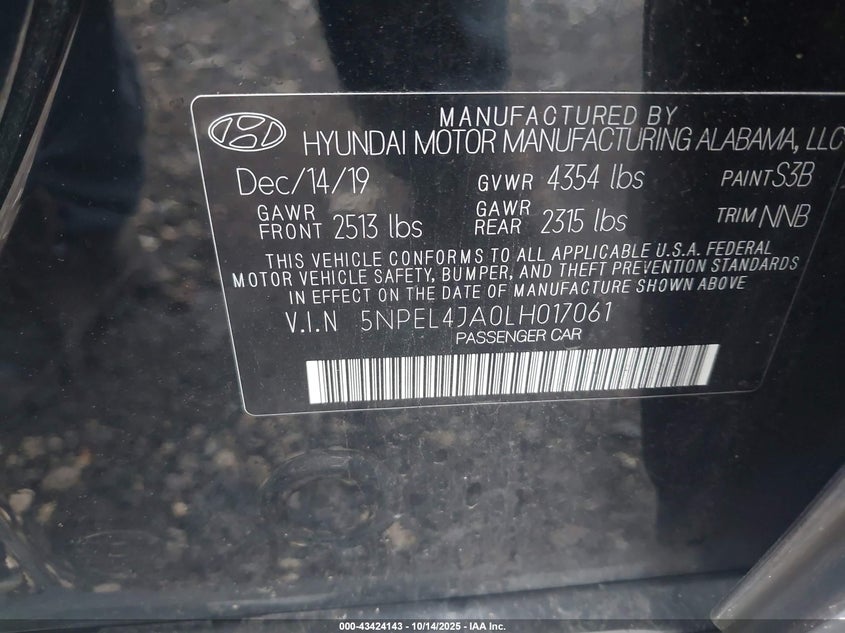 MANUFACTURED BY
HYUNDAI MOTOR MANUFACTURING ALABAMA, LLC
Dec/14/19 GVWR 4354 lbs PAINT S3B
GAWR FRONT 2513 lbs GAWR REAR 2315 lbs TRIM NNB
THIS VEHICLE CONFORMS TO ALL APPLICABLE U.S.A. FEDERAL
MOTOR VEHICLE SAFETY, BUMPER, AND THEFT PREVENTION STANDARDS
IN EFFECT ON THE DATE OF MANUFACTURE SHOWN ABOVE
V.I.N 5NPEL4JA0LH017061
PASSENGER CAR
000-43424143 - 10/14/2025 - IAA Inc.